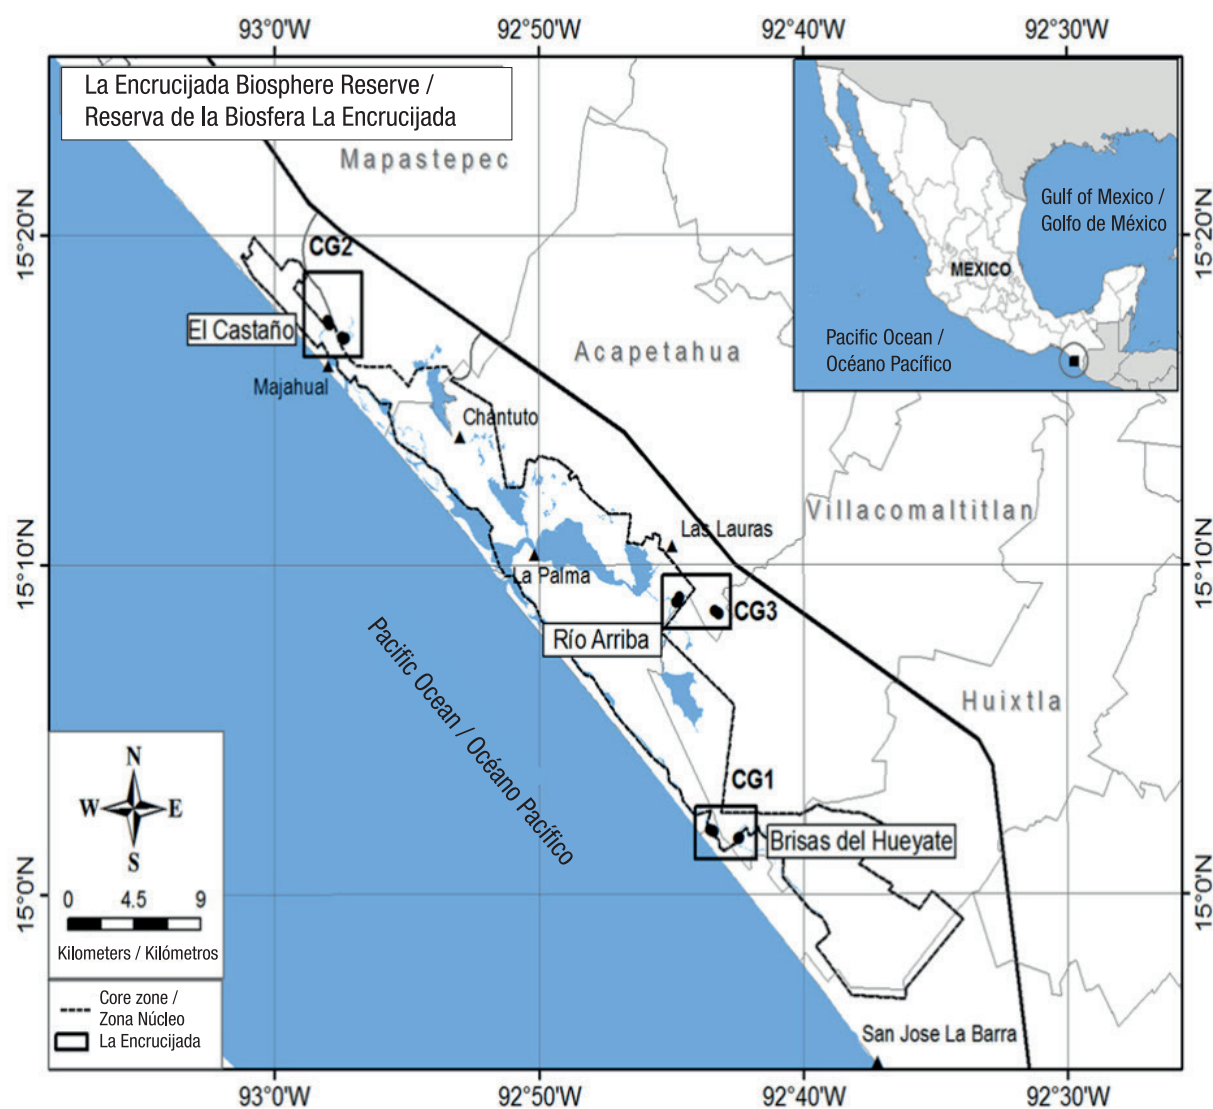 93°0'W
92°50'W
92°40'W
92°30'W
La Encrucijada Biosphere Reserve /
Reserva de la Biosfera La Encrucijada
Mapastepec
Gulf of Mexico /
Golfo de México
MEXICO
Pacific Ocean /
Océano Pacífico
15°20'N
15°20'N
CG2
El Castaño
Majahual
Acapetahua
Chantuto
Villacomaltitlan
Las Lauras
15°10'N
15°10'N
La Palma
CG3
Río Arriba
Pacific Ocean / Océano Pacífico
Huixtla
CG1
Brisas del Hueyate
N
W
E
S
0
4.5
9
Kilometers / Kilómetros
15°0'N
15°0'N
Core zone /
Zona Núcleo
La Encrucijada
San Jose La Barra
93°0'W
92°50'W
92°40'W
92°30'W